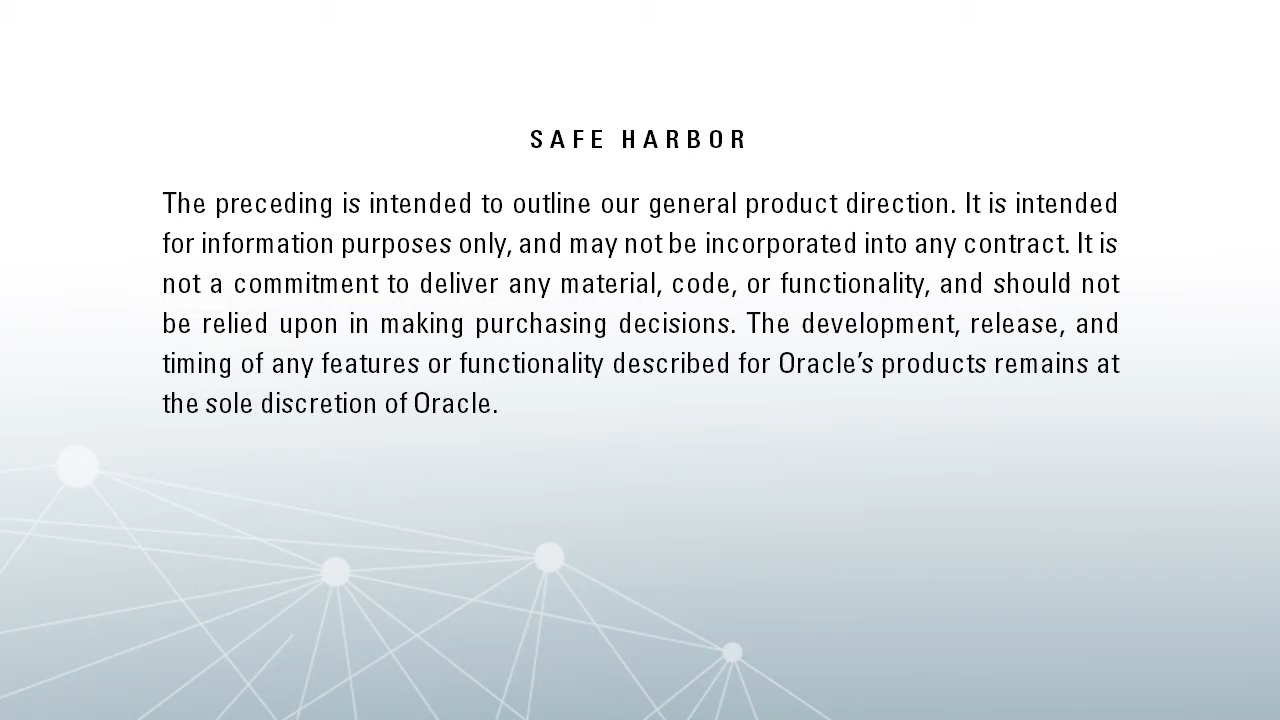 SAFE HARBOR
The preceding is intended to outline our general product direction. It is intended
for information purposes only, and may not be incorporated into any contract. It is
not a commitment to deliver any material, code, or functionality, and should not
be relied upon in making purchasing decisions. The development, release, and
timing of any features or functionality described for Oracle’s products remains at
the sole discretion of Oracle.